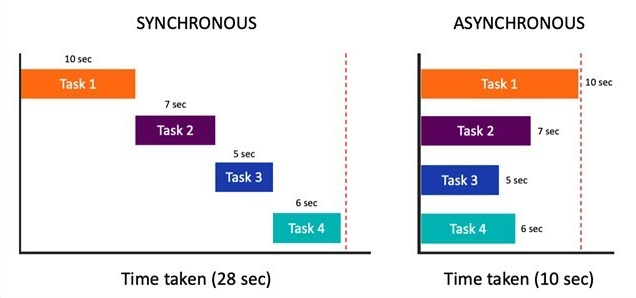 SYNCHRONOUS
10 sec
Task 1
7 sec
Task 2
5 sec
Task 3
6 sec
Task 4
Time taken (28 sec)
ASYNCHRONOUS
Task 1
10 sec
Task 2
7 sec
Task 3
5 sec
Task 4
6 sec
Time taken (10 sec)